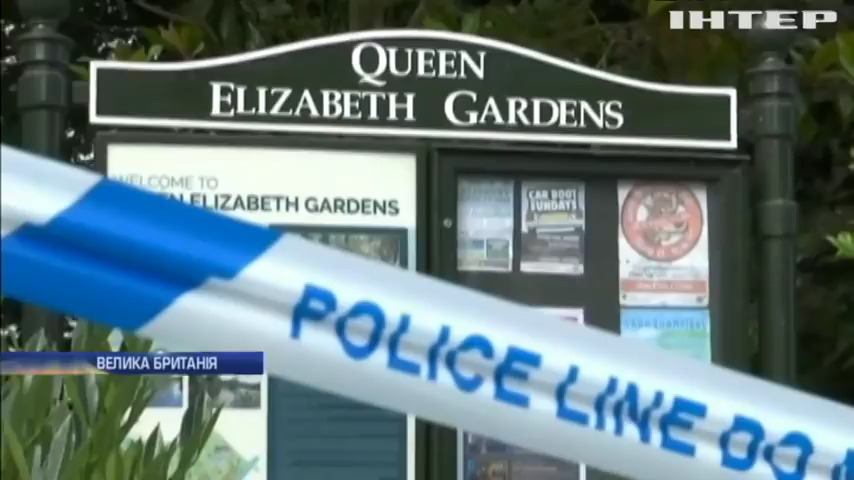 ІНТЕР
QUEEN
ELIZABETH GARDENS
WELCOME TO
ELIZABETH GARDENS
CAR BOOT
SUNDAYS
POLICE LINE DO
ВЕЛИКА БРИТАНІЯ